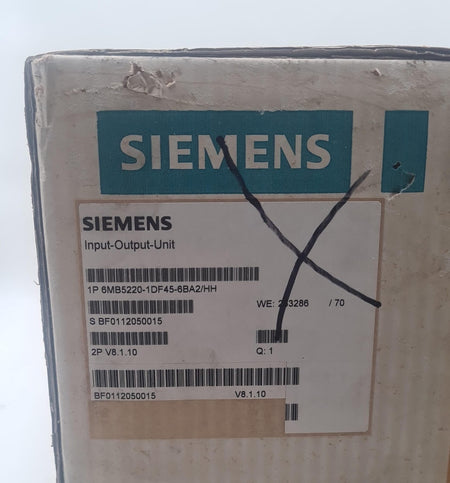 SIEMENS
SIEMENS
Input-Output-Unit
1P 6MB5220-1DF45-6BA2/HH
WE: / 70
S BF0112050015
2P V8.1.10
Q: 1
BF0112050015 V8.1.10